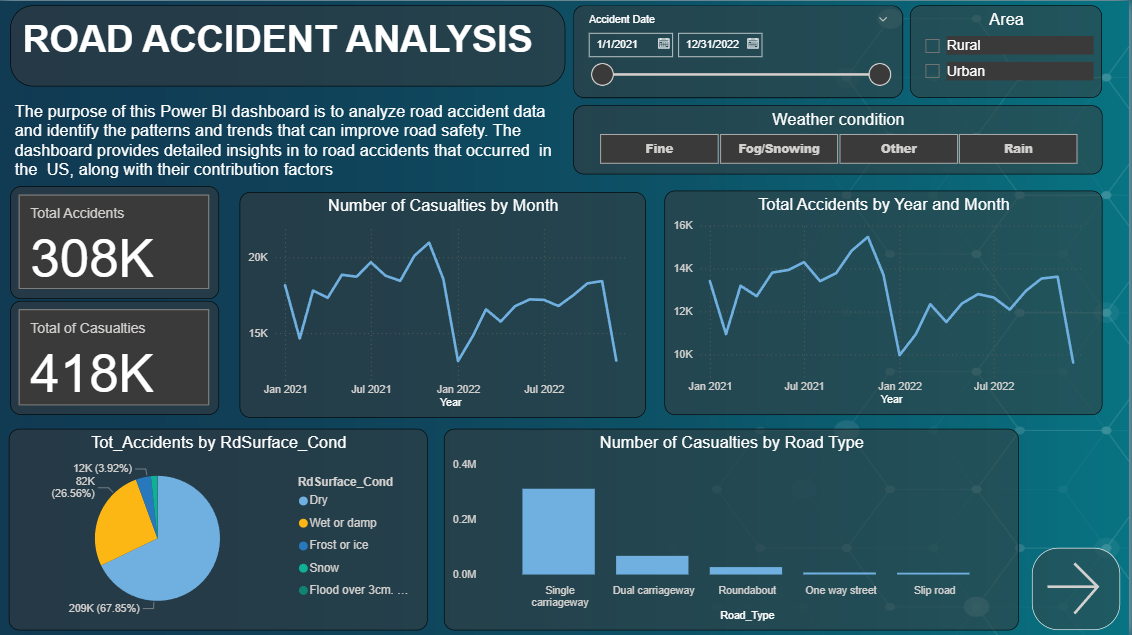 ROAD ACCIDENT ANALYSIS
The purpose of this Power BI dashboard is to analyze road accident data
and identify the patterns and trends that can improve road safety. The
dashboard provides detailed insights in to road accidents that occurred in
the US, along with their contribution factors
Accident Date
1/1/2021
12/31/2022
Area
Rural
Urban
Weather condition
Fine
Fog/Snowing
Other
Rain
Total Accidents
308K
Total of Casualties
418K
Number of Casualties by Month
20K
15K
Jan 2021
Jul 2021
Jan 2022
Jul 2022
Year
Total Accidents by Year and Month
16K
14K
12K
10K
Jan 2021
Jul 2021
Jan 2022
Jul 2022
Year
Tot_Accidents by RdSurface_Cond
12K (3.92%)
82K
(26.56%)
209K (67.85%)
RdSurface_Cond
Dry
Wet or damp
Frost or ice
Snow
Flood over 3cm. ...
Number of Casualties by Road Type
0.4M
0.2M
0.0M
Single
carriageway
Dual carriageway
Roundabout
One way street
Slip road
Road_Type